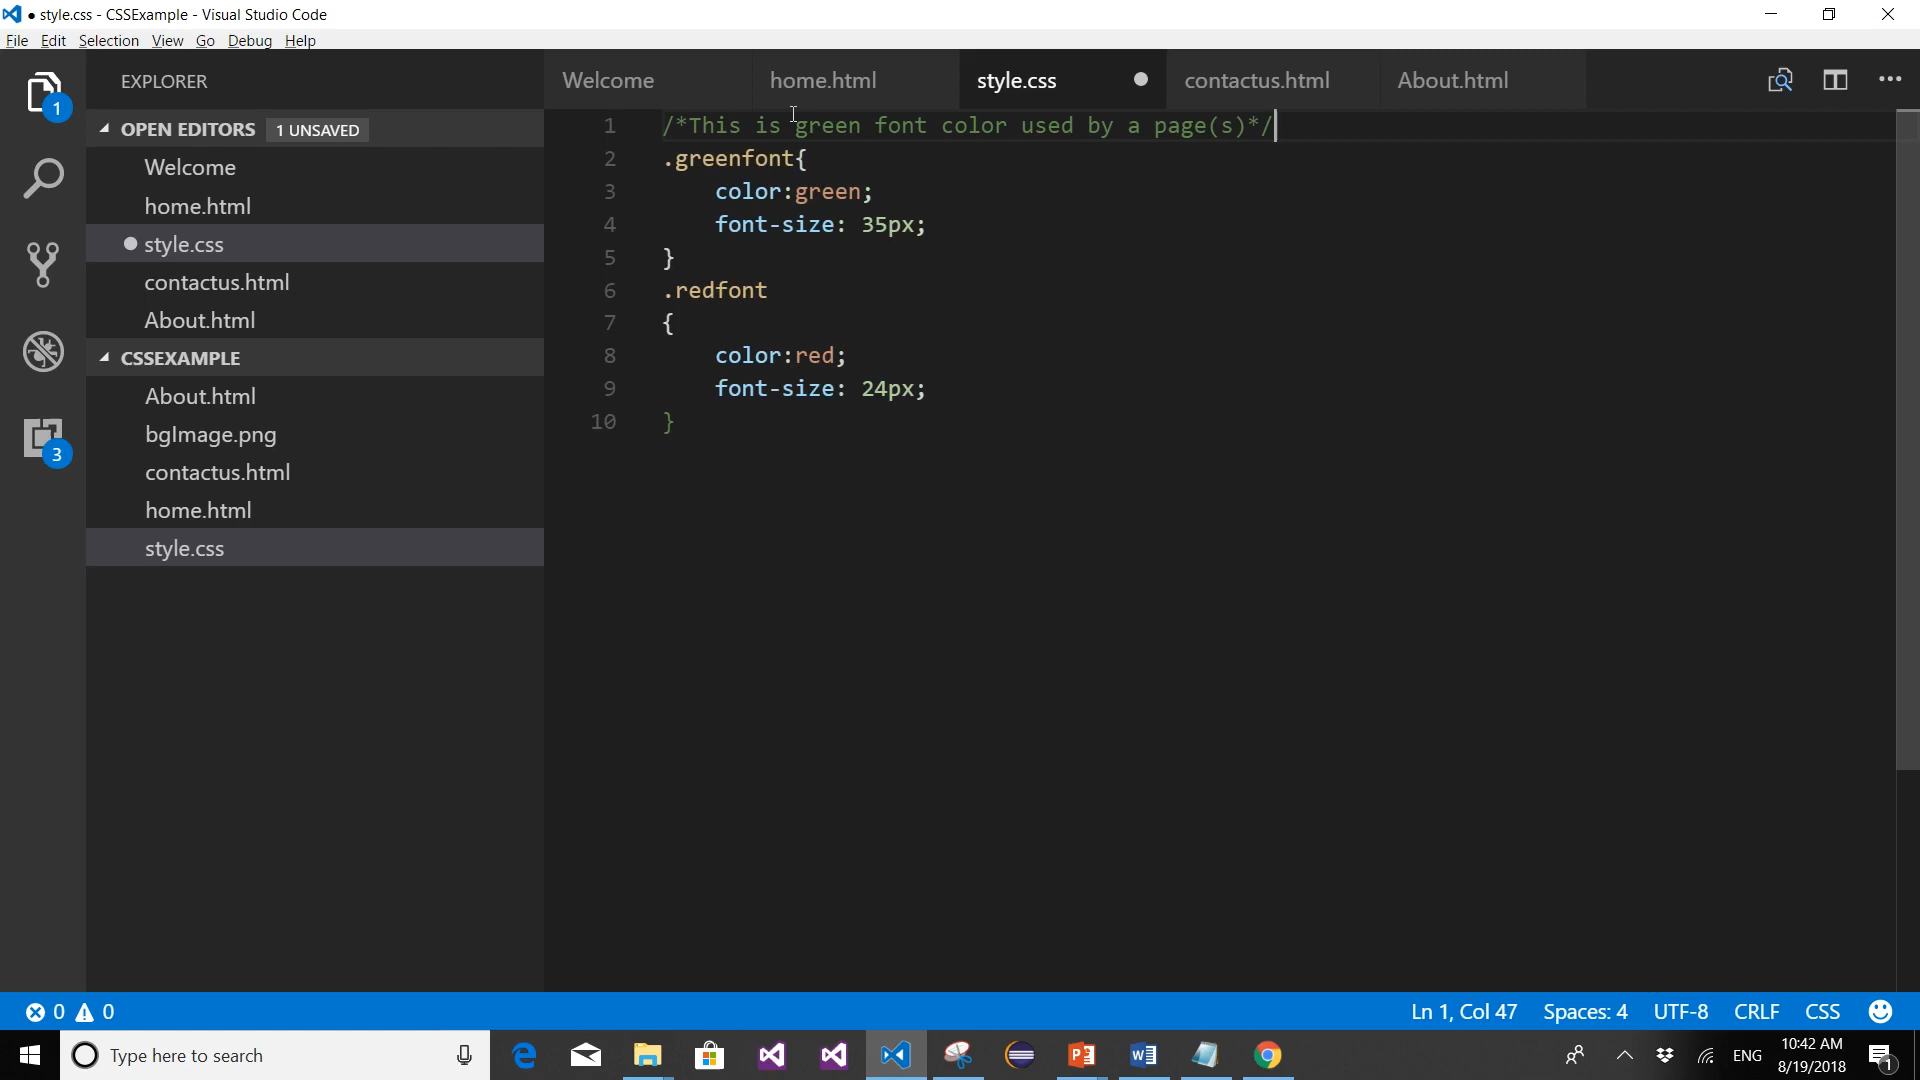 ● style.css - CSSExample - Visual Studio Code
File Edit Selection View Go Debug Help
EXPLORER
Welcome home.html style.css contactus.html About.html
OPEN EDITORS 1 UNSAVED
Welcome
home.html
style.css
contactus.html
About.html
CSSEXAMPLE
About.html
bgImage.png
contactus.html
home.html
style.css
1
3
1 /*This is green font color used by a page(s)*/
2 .greenfont{
3 color:green;
4 font-size: 35px;
5 }
6 .redfont
7 {
8 color:red;
9 font-size: 24px;
10 }
0 0
Ln 1, Col 47 Spaces: 4 UTF-8 CRLF CSS
Type here to search
ENG
10:42 AM
8/19/2018
1